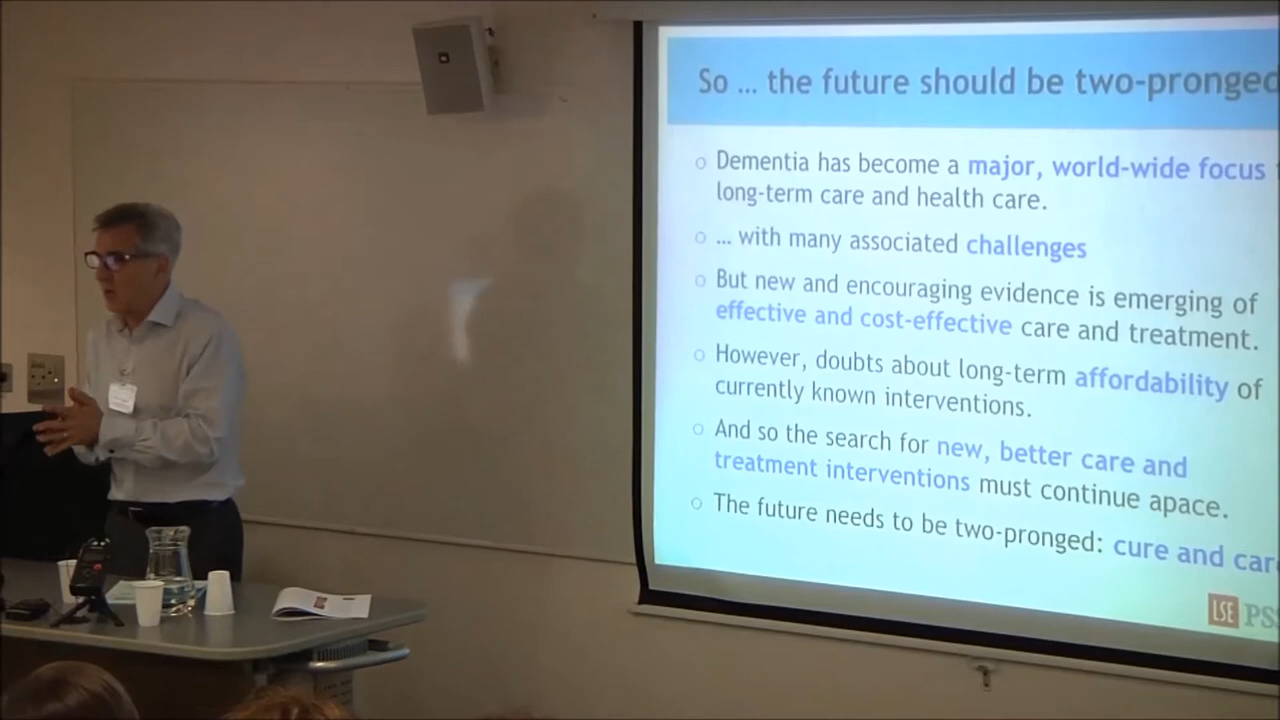 So ... the future should be two-pronged
Dementia has become a major, world-wide focus
long-term care and health care.
... with many associated challenges
But new and encouraging evidence is emerging of
effective and cost-effective care and treatment.
However, doubts about long-term affordability of
currently known interventions.
And so the search for new, better care and
treatment interventions must continue apace.
The future needs to be two-pronged: cure and car
LSE PS